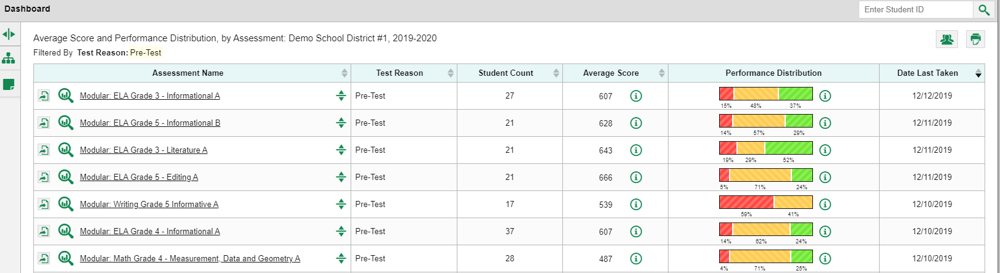 Dashboard
Enter Student ID
Average Score and Performance Distribution, by Assessment: Demo School District #1, 2019-2020
Filtered By Test Reason: Pre-Test
Assessment Name Test Reason Student Count Average Score Performance Distribution Date Last Taken
Modular: ELA Grade 3 - Informational A Pre-Test 27 607 12/12/2019
15% 48% 37%
Modular: ELA Grade 5 - Informational B Pre-Test 21 628 12/11/2019
14% 57% 29%
Modular: ELA Grade 3 - Literature A Pre-Test 21 643 12/11/2019
19% 29% 52%
Modular: ELA Grade 5 - Editing A Pre-Test 21 666 12/11/2019
5% 71% 24%
Modular: Writing Grade 5 Informative A Pre-Test 17 539 12/10/2019
59% 41%
Modular: ELA Grade 4 - Informational A Pre-Test 37 607 12/10/2019
14% 62% 24%
Modular: Math Grade 4 - Measurement, Data and Geometry A Pre-Test 28 487 12/10/2019
4% 71% 25%